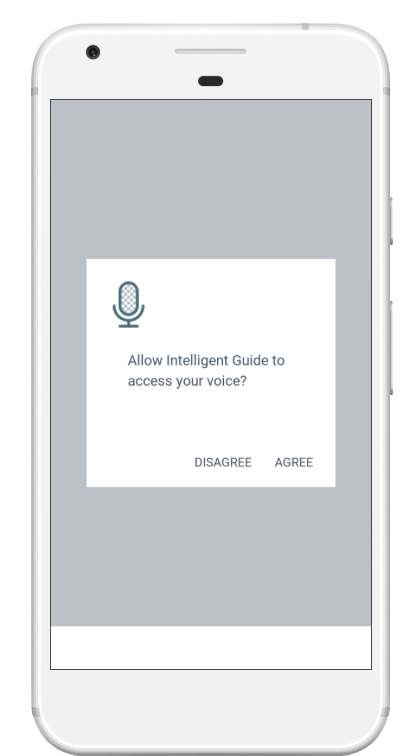 Allow Intelligent Guide to
access your voice?
DISAGREE AGREE